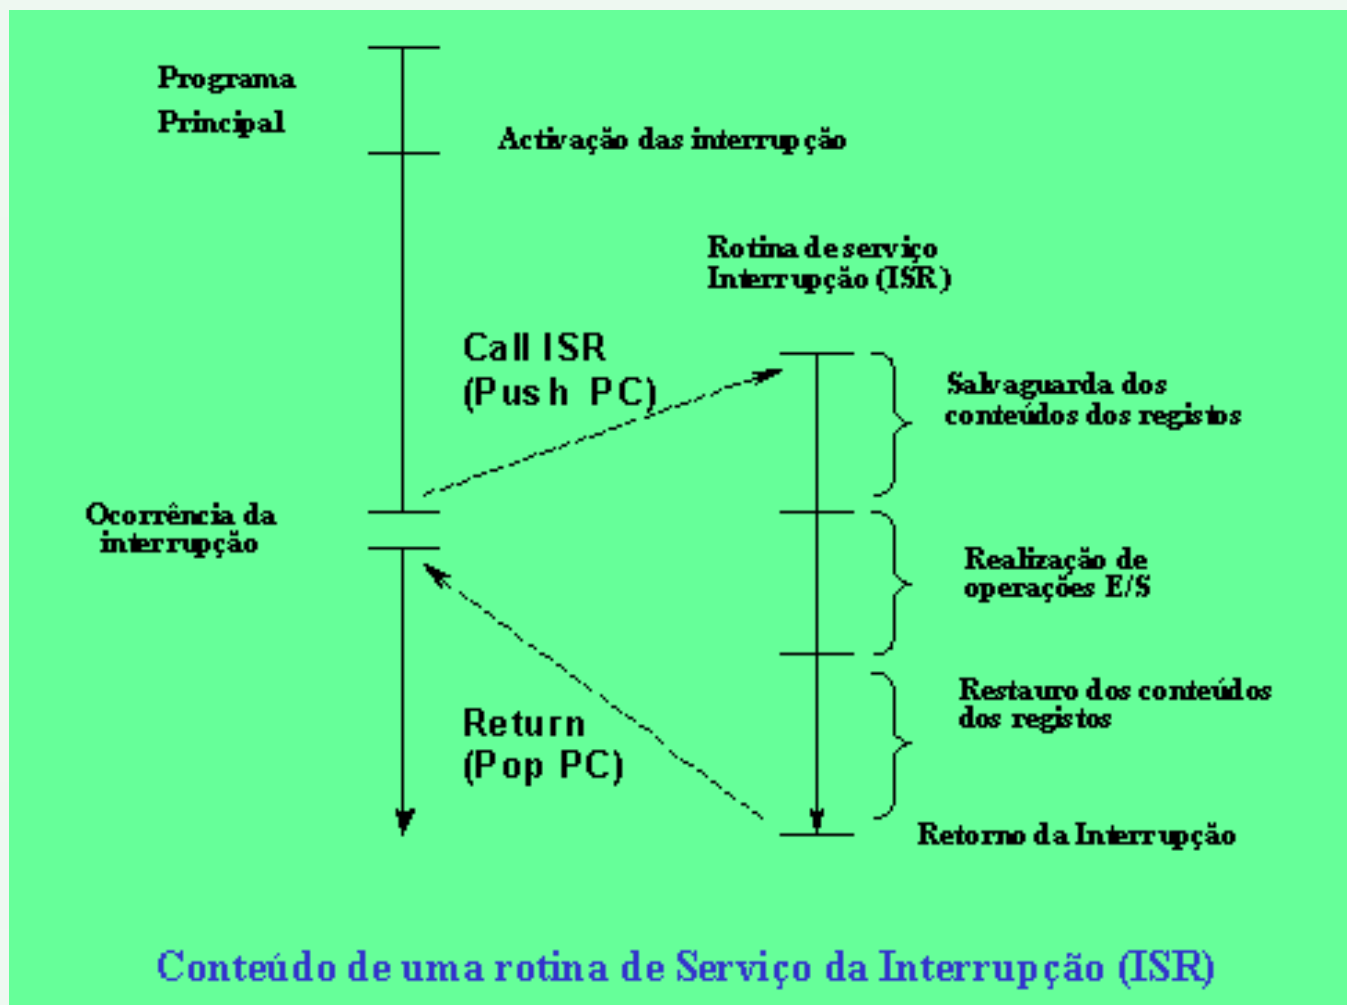 Programa
Principal
Activação das interrupção
Rotina de serviço
Interrupção (ISR)
Call ISR
(Push PC)
Salvaguarda dos
conteúdos dos registos
Ocorrência da
interrupção
Realização de
operações E/S
Return
(Pop PC)
Restauro dos conteúdos
dos registos
Retorno da Interrupção
Conteúdo de uma rotina de Serviço da Interrupção (ISR)